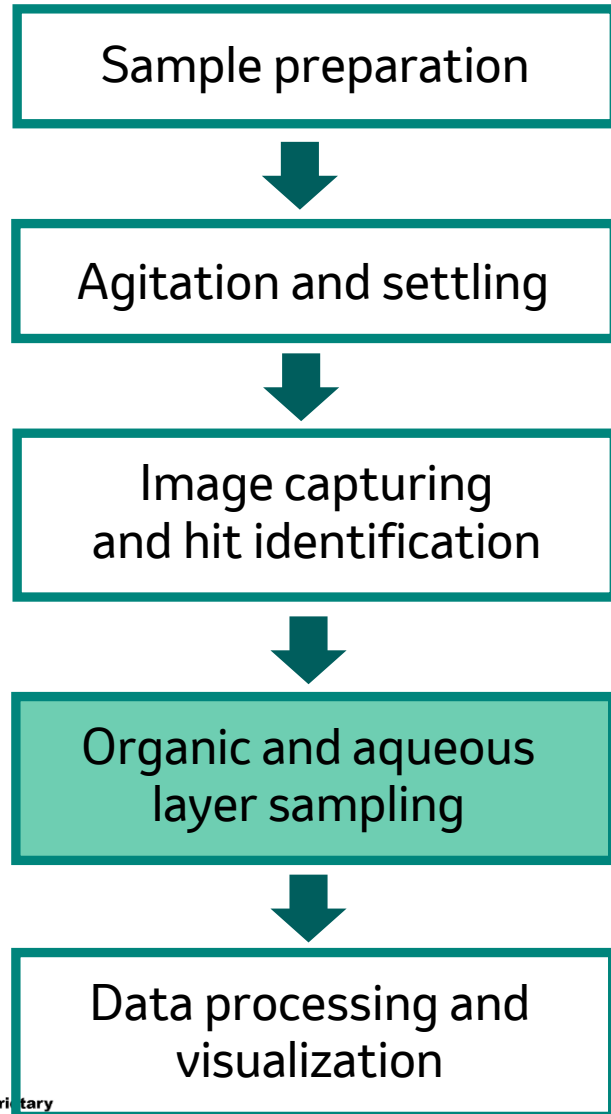 Sample preparation
Agitation and settling
Image capturing
and hit identification
Organic and aqueous
layer sampling
Data processing and
visualization